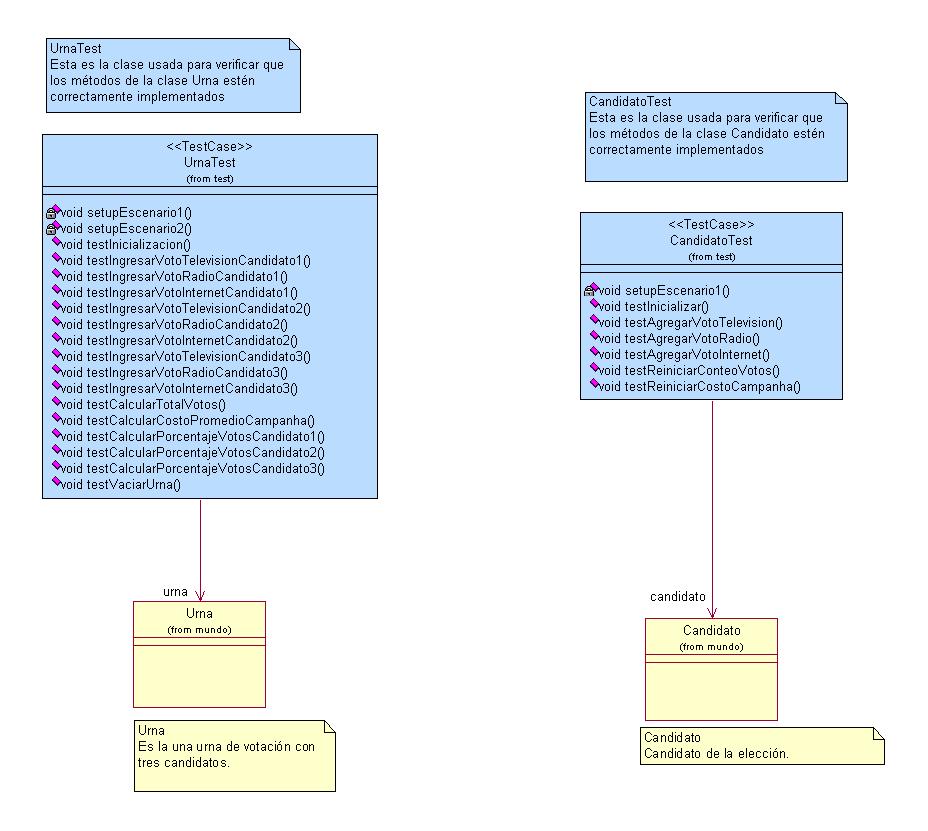 UrnaTest
Esta es la clase usada para verificar que
los métodos de la clase Urna estén
correctamente implementados
<<TestCase>>
UrnaTest
(from test)
void setupEscenario1()
void setupEscenario2()
void testInicializacion()
void testIngresarVotoTelevisionCandidato1()
void testIngresarVotoRadioCandidato1()
void testIngresarVotoInternetCandidato1()
void testIngresarVotoTelevisionCandidato2()
void testIngresarVotoRadioCandidato2()
void testIngresarVotoInternetCandidato2()
void testIngresarVotoTelevisionCandidato3()
void testIngresarVotoRadioCandidato3()
void testIngresarVotoInternetCandidato3()
void testCalcularTotalVotos()
void testCalcularCostoPromedioCampanha()
void testCalcularPorcentajeVotosCandidato1()
void testCalcularPorcentajeVotosCandidato2()
void testCalcularPorcentajeVotosCandidato3()
void testVaciarUrna()
urna
Urna
(from mundo)
Urna
Es la una urna de votación con
tres candidatos.
CandidatoTest
Esta es la clase usada para verificar que
los métodos de la clase Candidato estén
correctamente implementados
<<TestCase>>
CandidatoTest
(from test)
void setupEscenario1()
void testInicializar()
void testAgregarVotoTelevision()
void testAgregarVotoRadio()
void testAgregarVotoInternet()
void testReiniciarConteoVotos()
void testReiniciarCostoCampanha()
candidato
Candidato
(from mundo)
Candidato
Candidato de la elección.